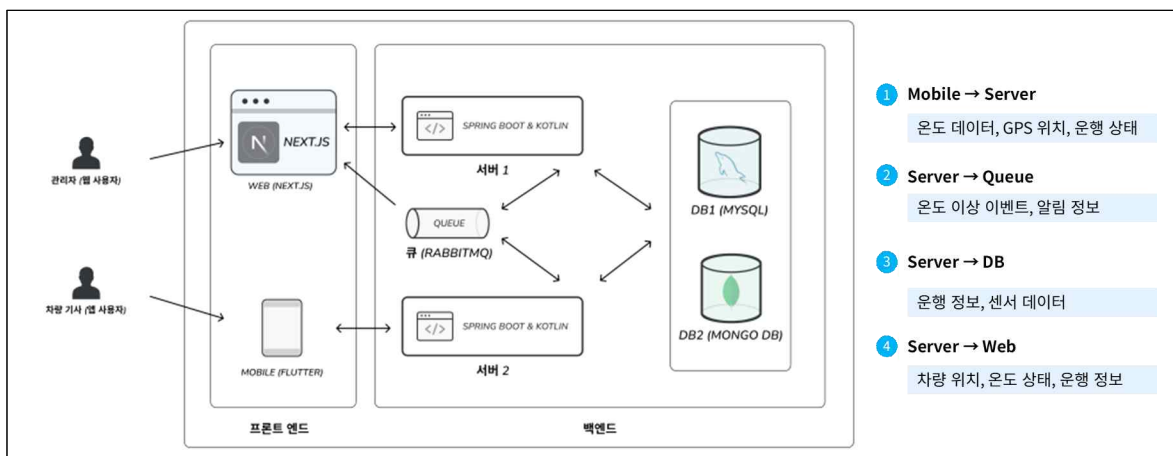 관리자 (웹 사용자)
차량 기사 (앱 사용자)
N
NEXT.JS
WEB (NEXT.JS)
MOBILE (FLUTTER)
프론트 엔드
</> SPRING BOOT & KOTLIN
서버 1
QUEUE
큐 (RABBITMQ)
</> SPRING BOOT & KOTLIN
서버 2
DB1 (MYSQL)
DB2 (MONGO DB)
백엔드
1 Mobile → Server
온도 데이터, GPS 위치, 운행 상태
2 Server → Queue
온도 이상 이벤트, 알림 정보
3 Server → DB
운행 정보, 센서 데이터
4 Server → Web
차량 위치, 온도 상태, 운행 정보